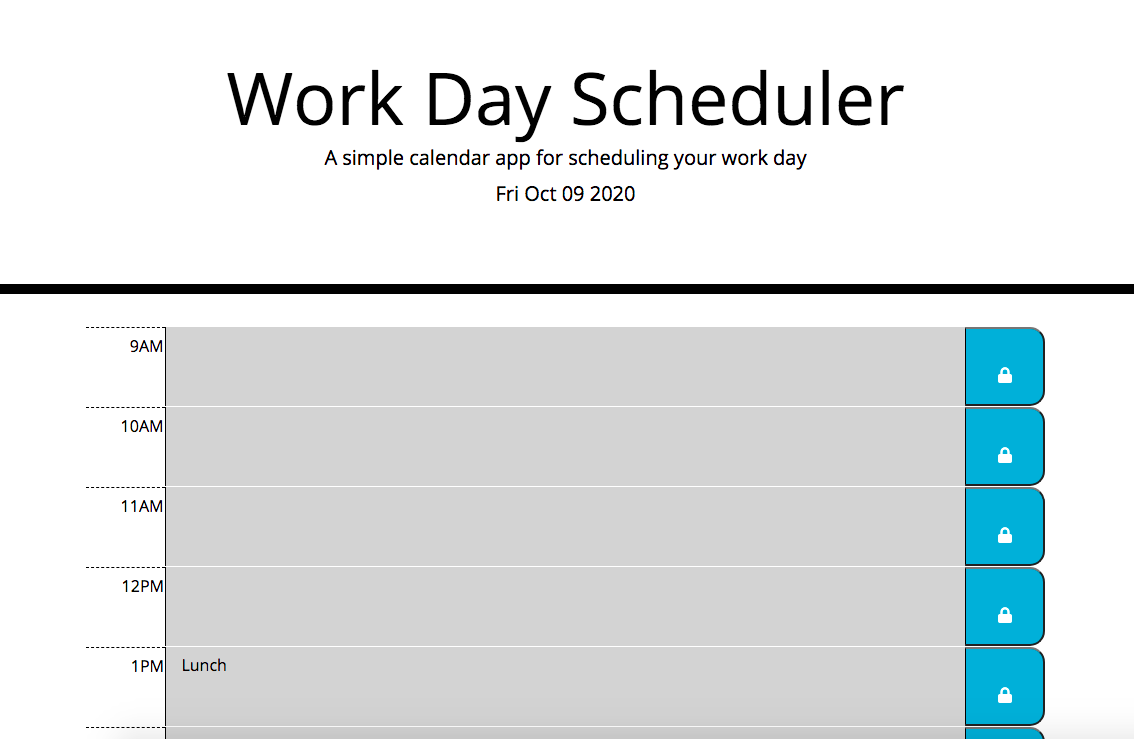 Work Day Scheduler
A simple calendar app for scheduling your work day
Fri Oct 09 2020
9AM
10AM
11AM
12PM
1PM Lunch